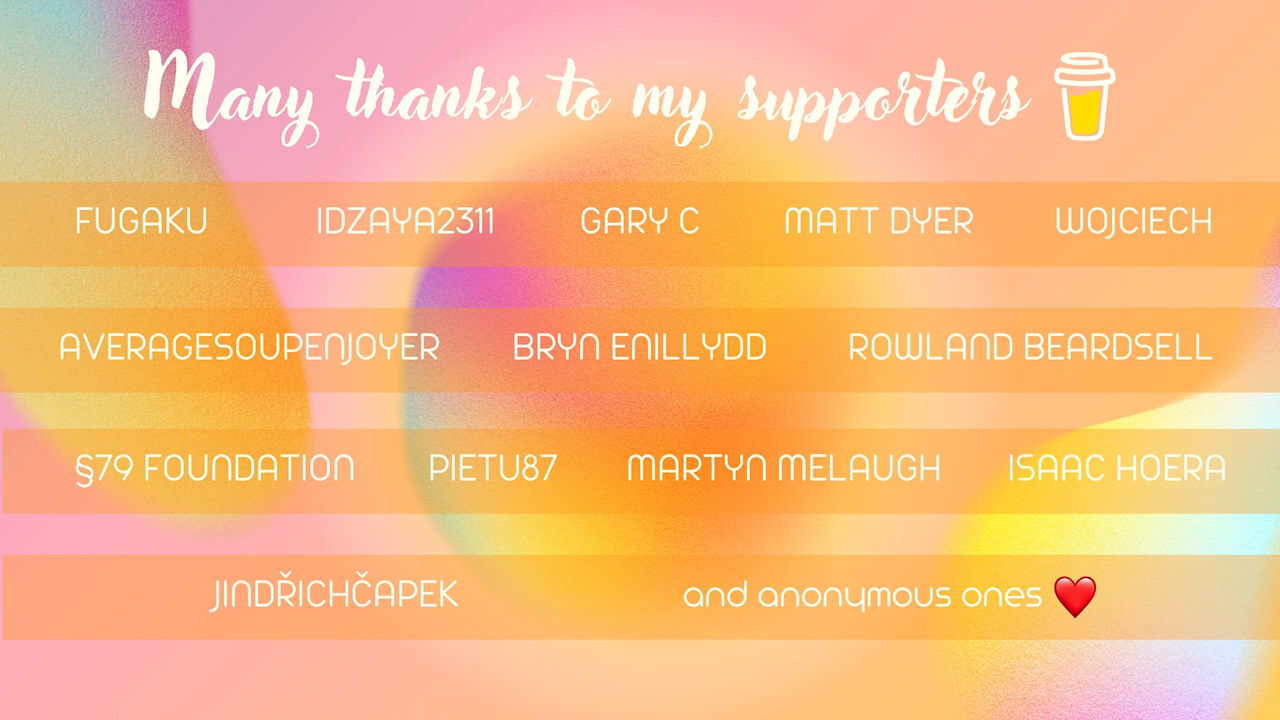 Many thanks to my supporters
FUGAKU IDZAYA2311 GARY C MATT DYER WOJCIECH
AVERAGESOUPENJOYER BRYN ENILLYDD ROWLAND BEARDSELL
§79 FOUNDATION PIETU87 MARTYN MELAUGH ISAAC HOERA
JINDŘICHČAPEK and anonymous ones ❤️